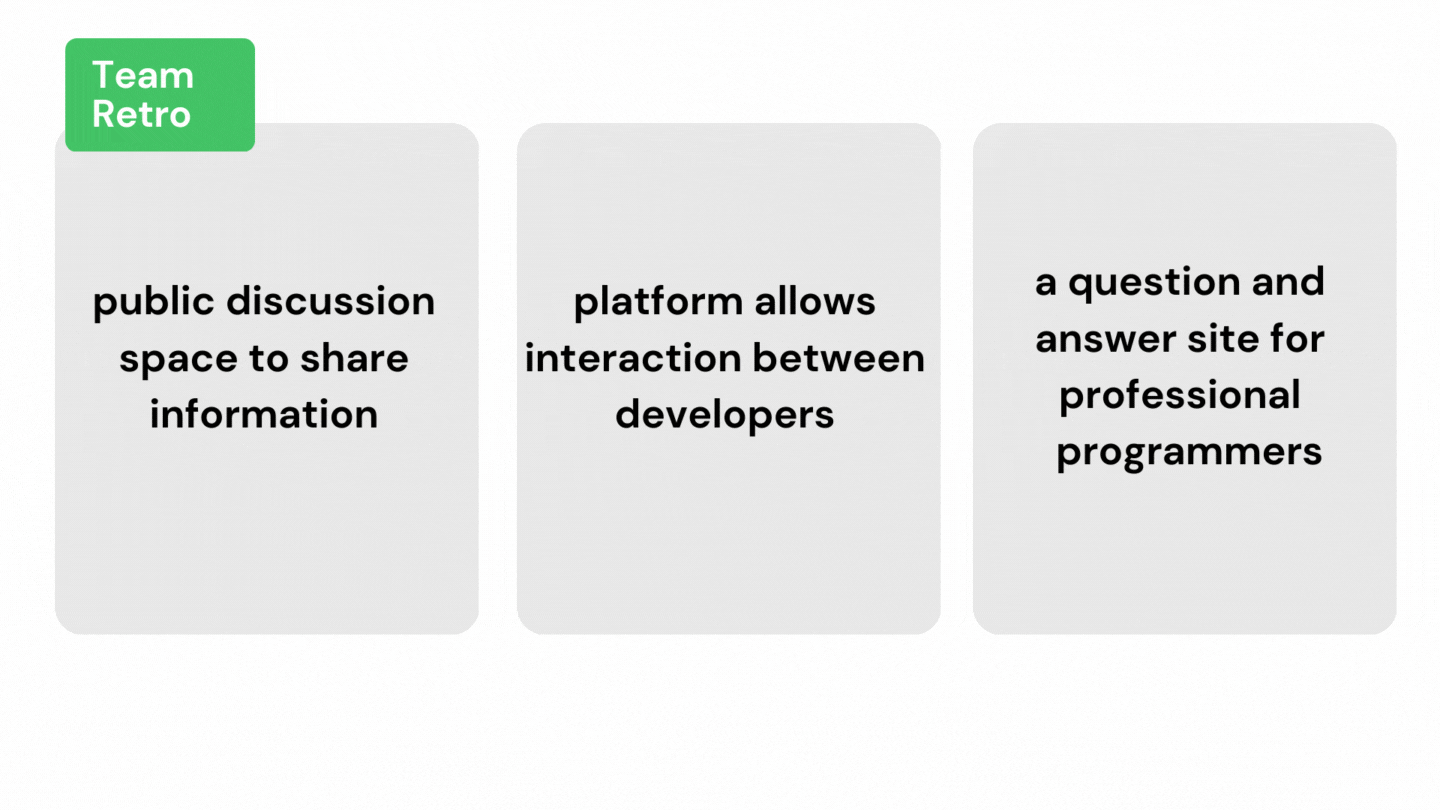 Team
Retro
public discussion
space to share
information
platform allows
interaction between
developers
a question and
answer site for
professional
programmers